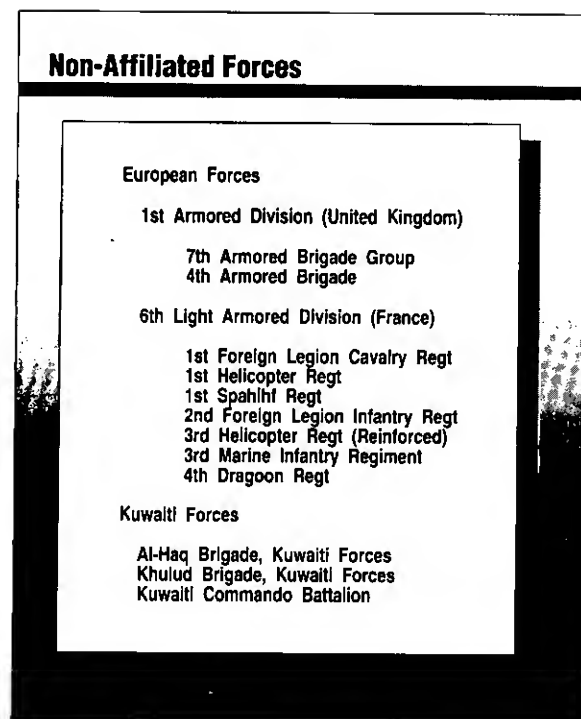 Non-Affiliated Forces
European Forces
1st Armored Division (United Kingdom)
7th Armored Brigade Group
4th Armored Brigade
6th Light Armored Division (France)
1st Foreign Legion Cavalry Regt
1st Helicopter Regt
1st Spahihf Regt
2nd Foreign Legion Infantry Regt
3rd Helicopter Regt (Reinforced)
3rd Marine Infantry Regiment
4th Dragoon Regt
Kuwaiti Forces
Al-Haq Brigade, Kuwaiti Forces
Khulud Brigade, Kuwaiti Forces
Kuwaiti Commando Battalion